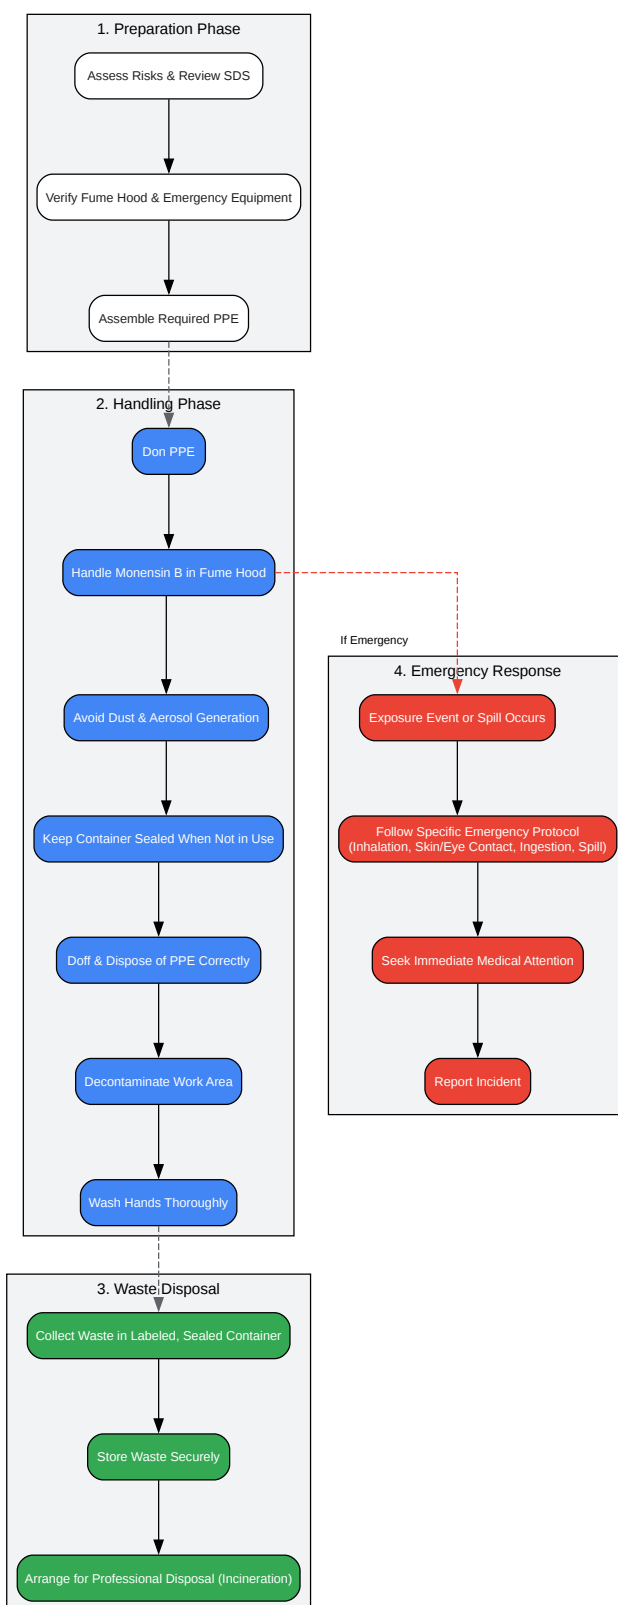 1. Preparation Phase
Assess Risks & Review SDS
Verify Fume Hood & Emergency Equipment
Assemble Required PPE
2. Handling Phase
Don PPE
Handle Monensin B in Fume Hood
Avoid Dust & Aerosol Generation
Keep Container Sealed When Not in Use
Doff & Dispose of PPE Correctly
Decontaminate Work Area
Wash Hands Thoroughly
If Emergency
4. Emergency Response
Exposure Event or Spill Occurs
Follow Specific Emergency Protocol
(Inhalation, Skin/Eye Contact, Ingestion, Spill)
Seek Immediate Medical Attention
Report Incident
3. Waste Disposal
Collect Waste in Labeled, Sealed Container
Store Waste Securely
Arrange for Professional Disposal (Incineration)